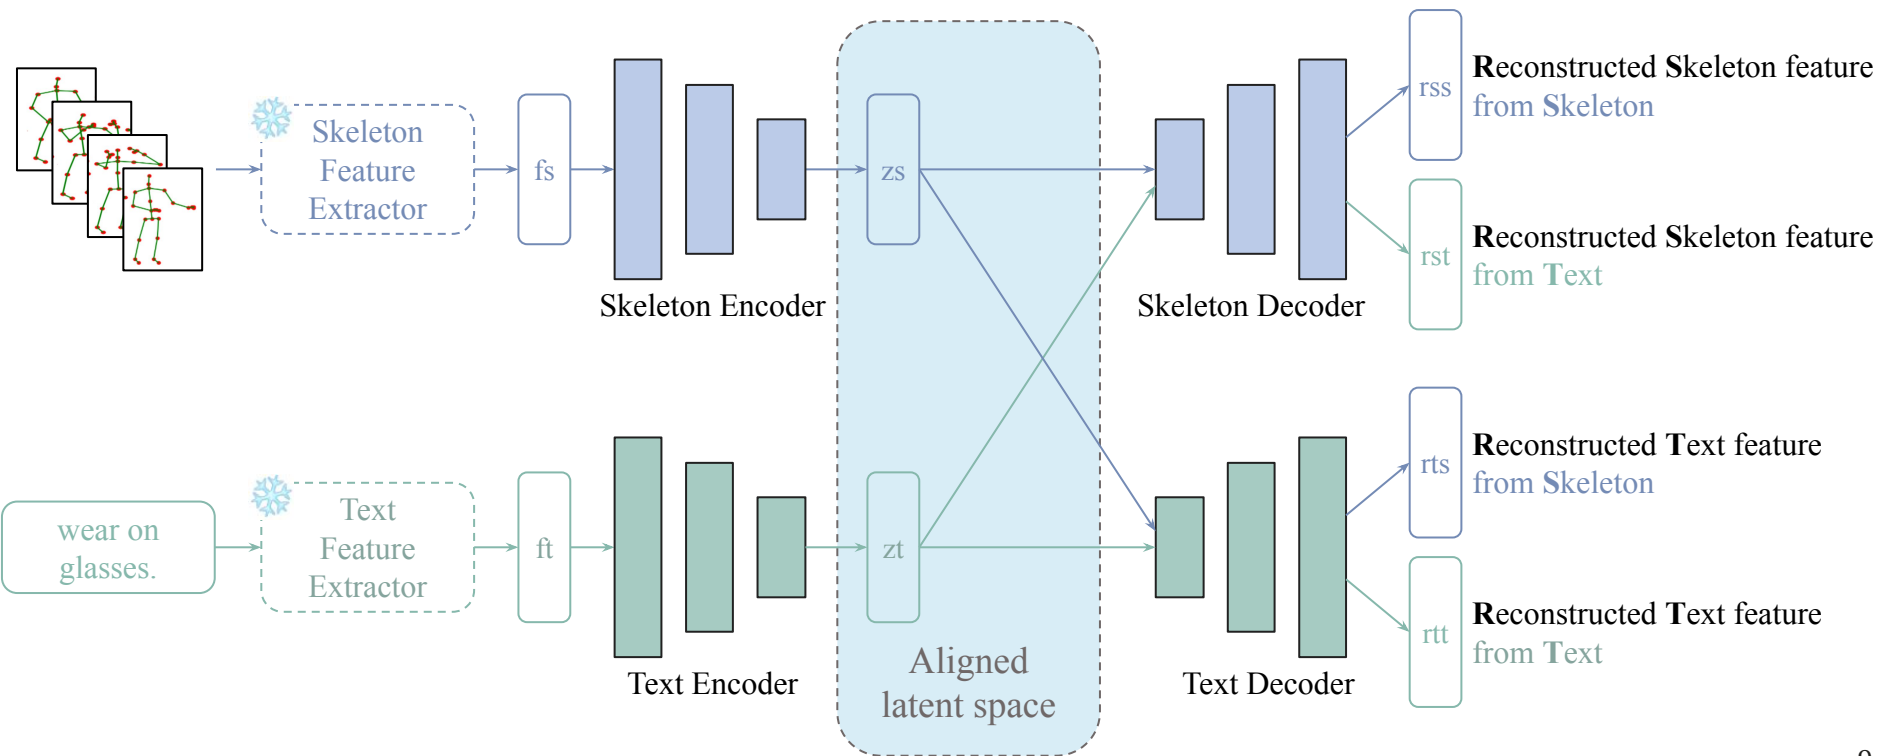 Skeleton
Feature
Extractor
fs
Skeleton Encoder
zs
Skeleton Decoder
rss
Reconstructed Skeleton feature
from Skeleton
rst
Reconstructed Skeleton feature
from Text
wear on
glasses.
Text
Feature
Extractor
ft
Text Encoder
zt
Aligned
latent space
Text Decoder
rts
Reconstructed Text feature
from Skeleton
rtt
Reconstructed Text feature
from Text